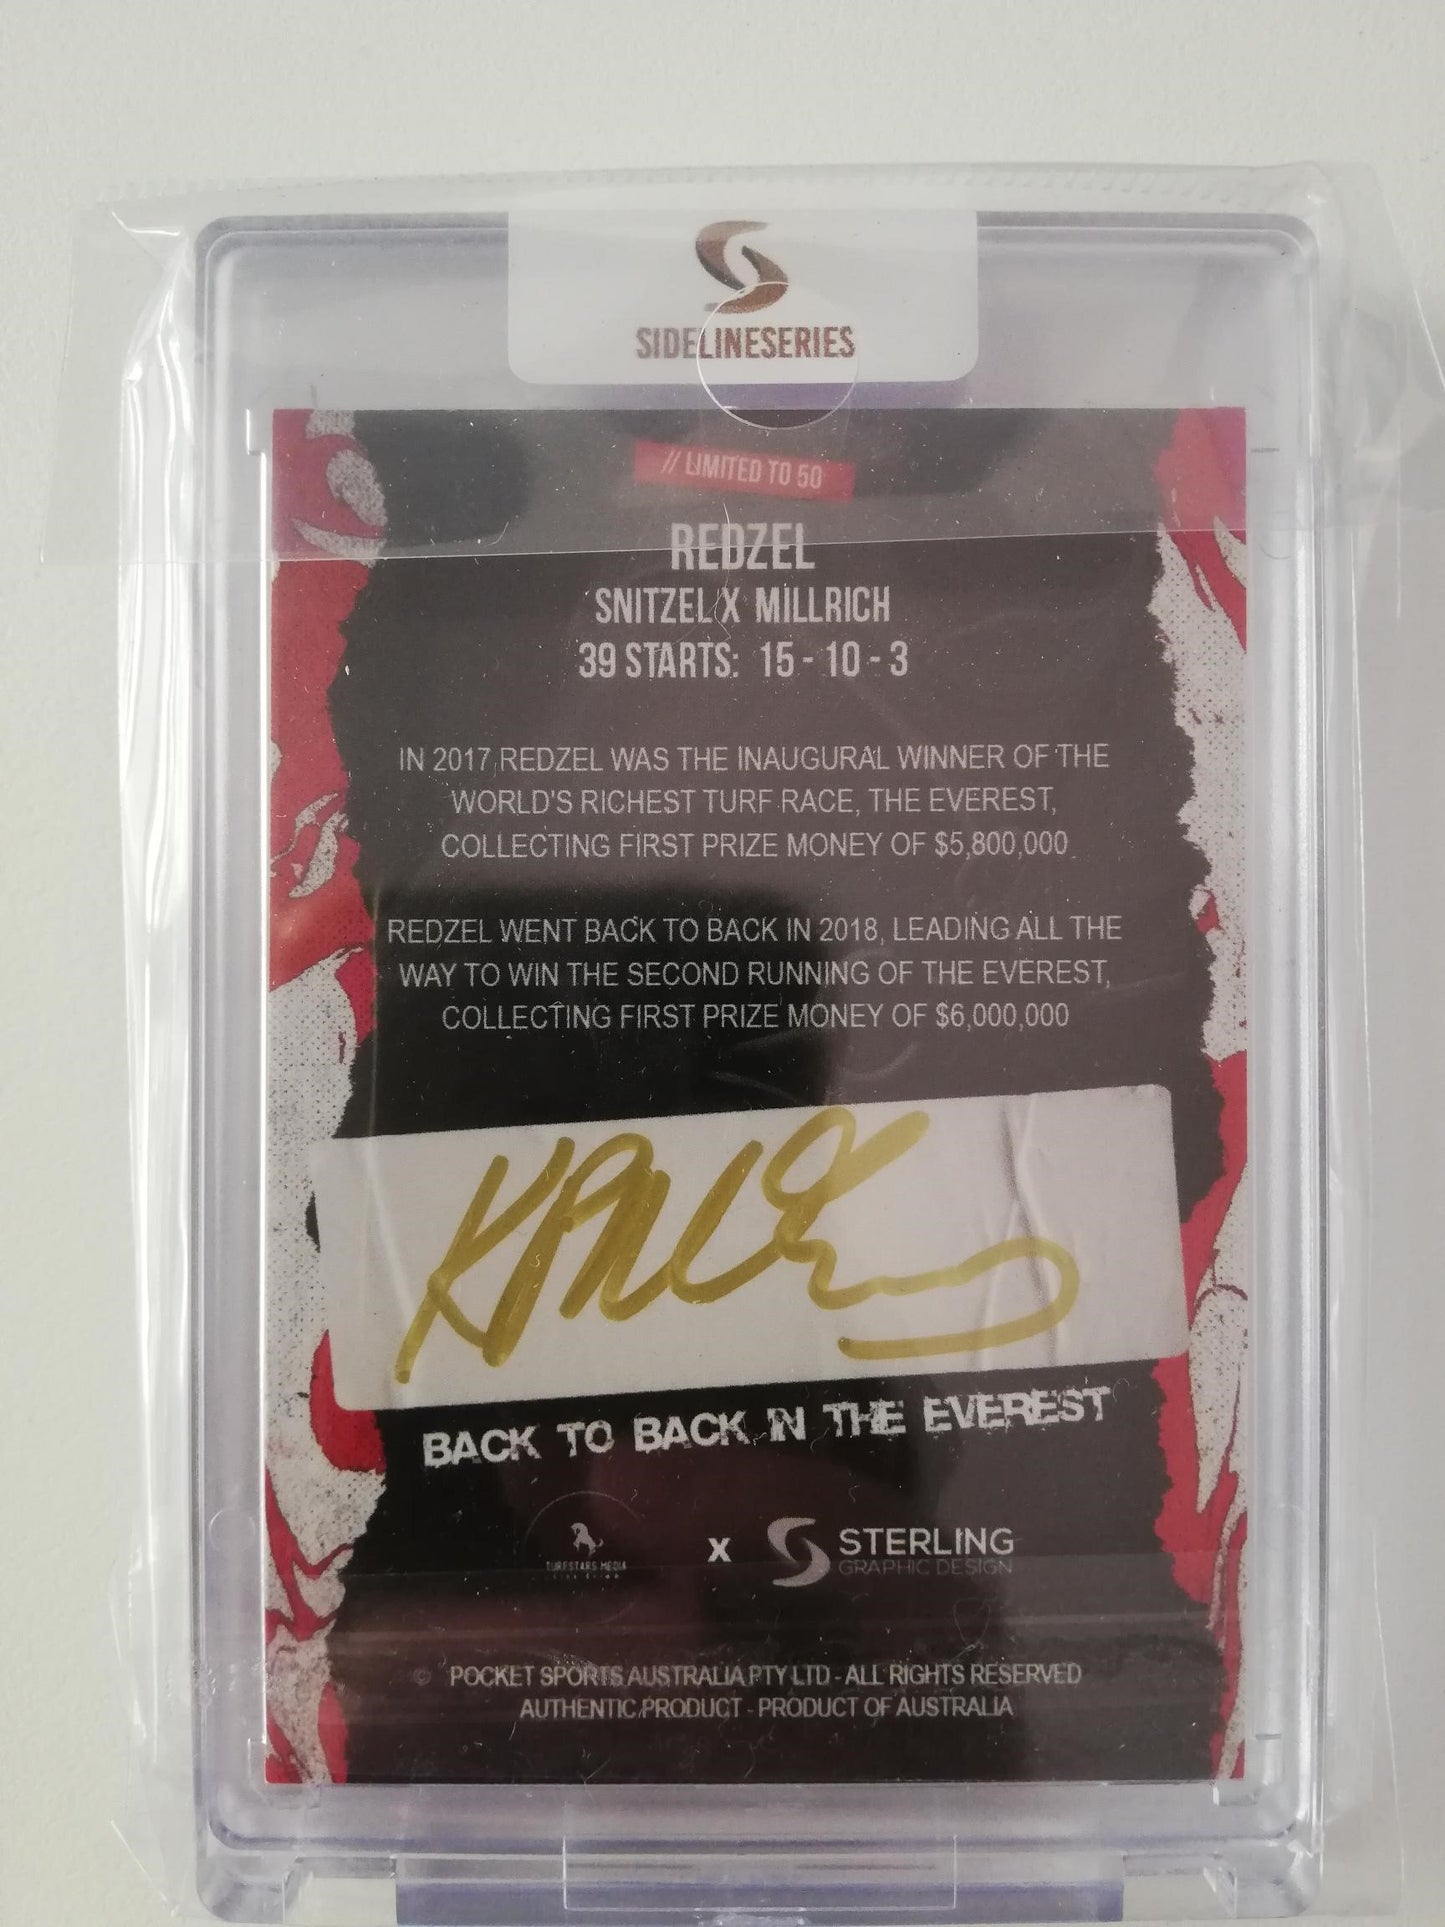 SIDELINESERIES
// LIMITED TO 50
REDZEL
SNITZEL X MILLRICH
39 STARTS: 15 - 10 - 3
IN 2017 REDZEL WAS THE INAUGURAL WINNER OF THE
WORLD'S RICHEST TURF RACE, THE EVEREST,
COLLECTING FIRST PRIZE MONEY OF $5,800,000
REDZEL WENT BACK TO BACK IN 2018, LEADING ALL THE
WAY TO WIN THE SECOND RUNNING OF THE EVEREST,
COLLECTING FIRST PRIZE MONEY OF $6,000,000
BACK TO BACK IN THE EVEREST
TURFSTARS MEDIA
X
STERLING
GRAPHIC DESIGN
© POCKET SPORTS AUSTRALIA PTY LTD - ALL RIGHTS RESERVED
AUTHENTIC PRODUCT - PRODUCT OF AUSTRALIA